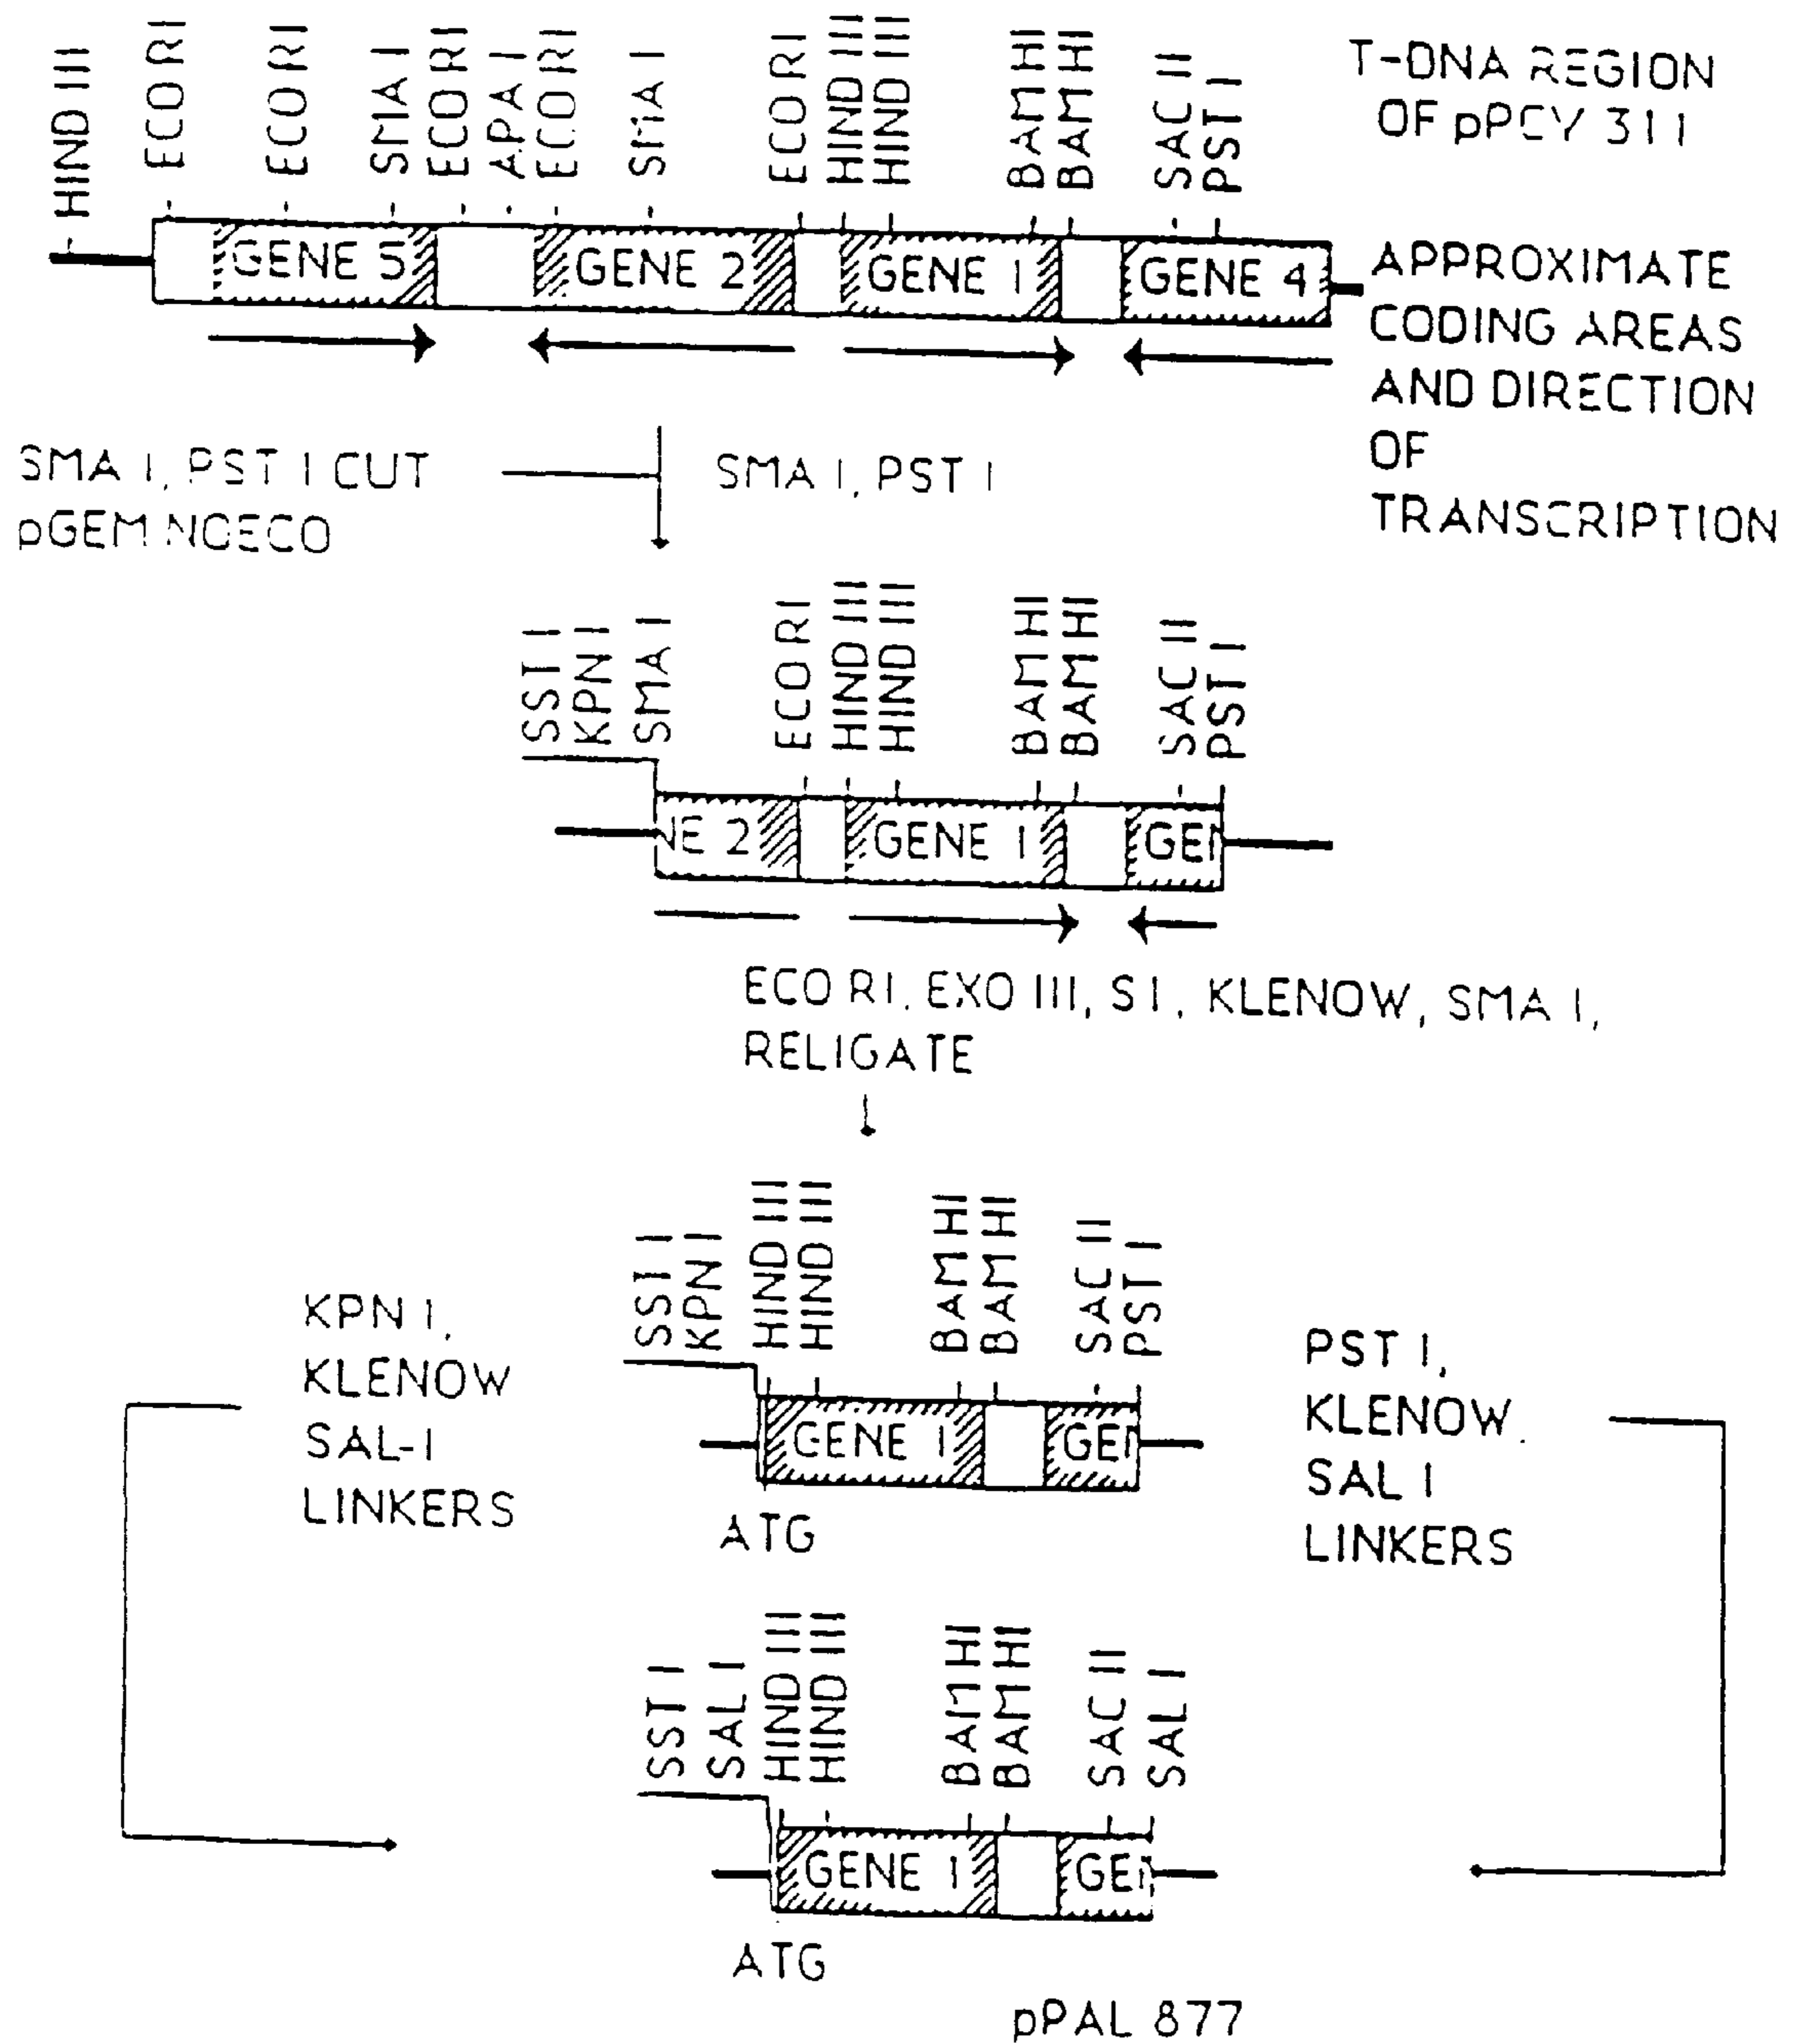 HIND III
ECO RI
ECO RI
SMA I
ECO RI
APA I
ECO RI
SMA I
ECO RI
HIND III
HIND III
BAM HI
BAM HI
SAC II
PST I
T-DNA REGION
OF pPCY 311
GENE 5
GENE 2
GENE 1
GENE 4
APPROXIMATE
CODING AREAS
AND DIRECTION
OF
TRANSCRIPTION
SMA I, PST I CUT
pGEM NOECO
SMA I, PST I
SST I
KPN I
SMA I
ECO RI
HIND III
HIND III
BAM HI
BAM HI
SAC II
PST I
NE 2
GENE 1
GEN
ECO RI, EXO III, S1, KLENOW, SMA I,
RELIGATE
SST I
KPN I
HIND III
HIND III
BAM HI
BAM HI
SAC II
PST I
KPN I,
KLENOW
SAL-I
LINKERS
GENE 1
GEN
ATG
PST I,
KLENOW.
SAL I
LINKERS
SST I
SAL I
HIND III
HIND III
BAM HI
BAM HI
SAC II
SAL I
GENE 1
GEN
ATG
pPAL 877